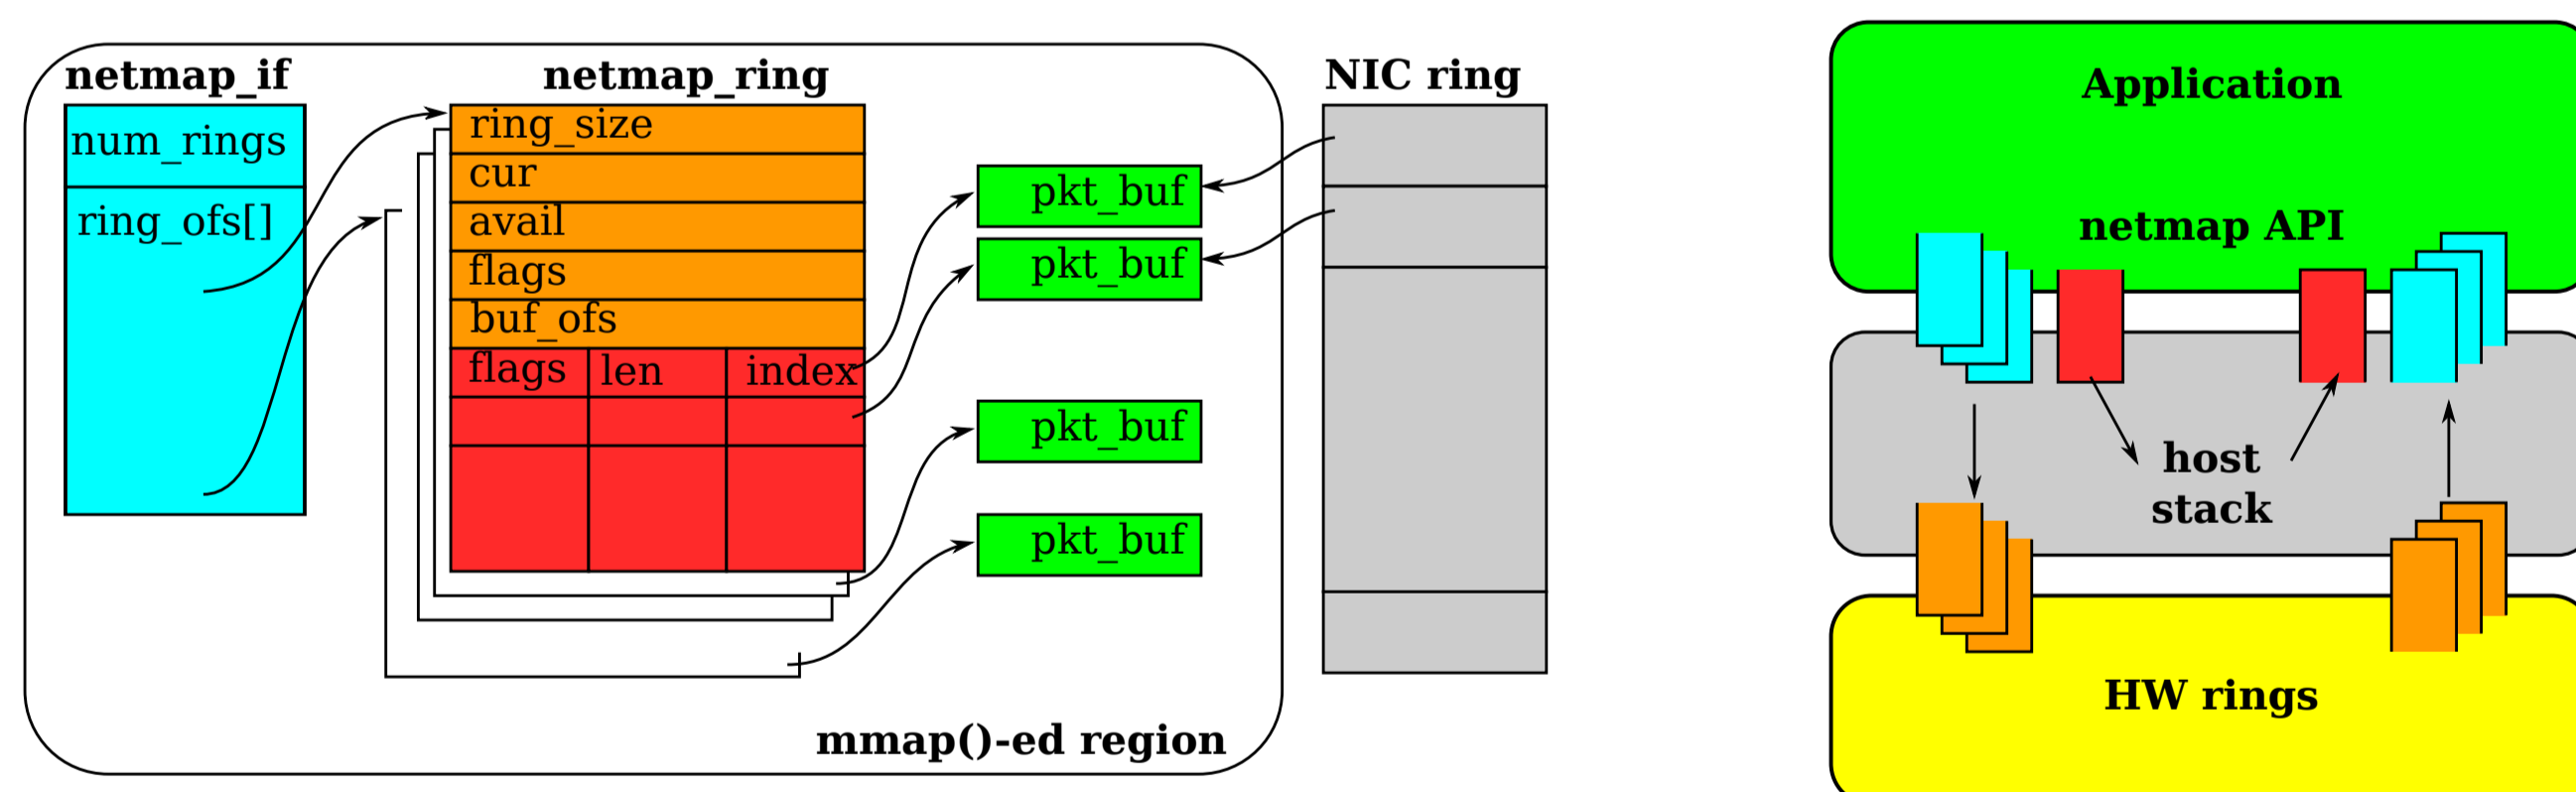 netmap_if
num_rings
ring_ofs[]
netmap_ring
ring_size
cur
avail
flags
buf_ofs
flags len index
pkt_buf
pkt_buf
pkt_buf
pkt_buf
mmap()-ed region
NIC ring
Application
netmap API
host
stack
HW rings